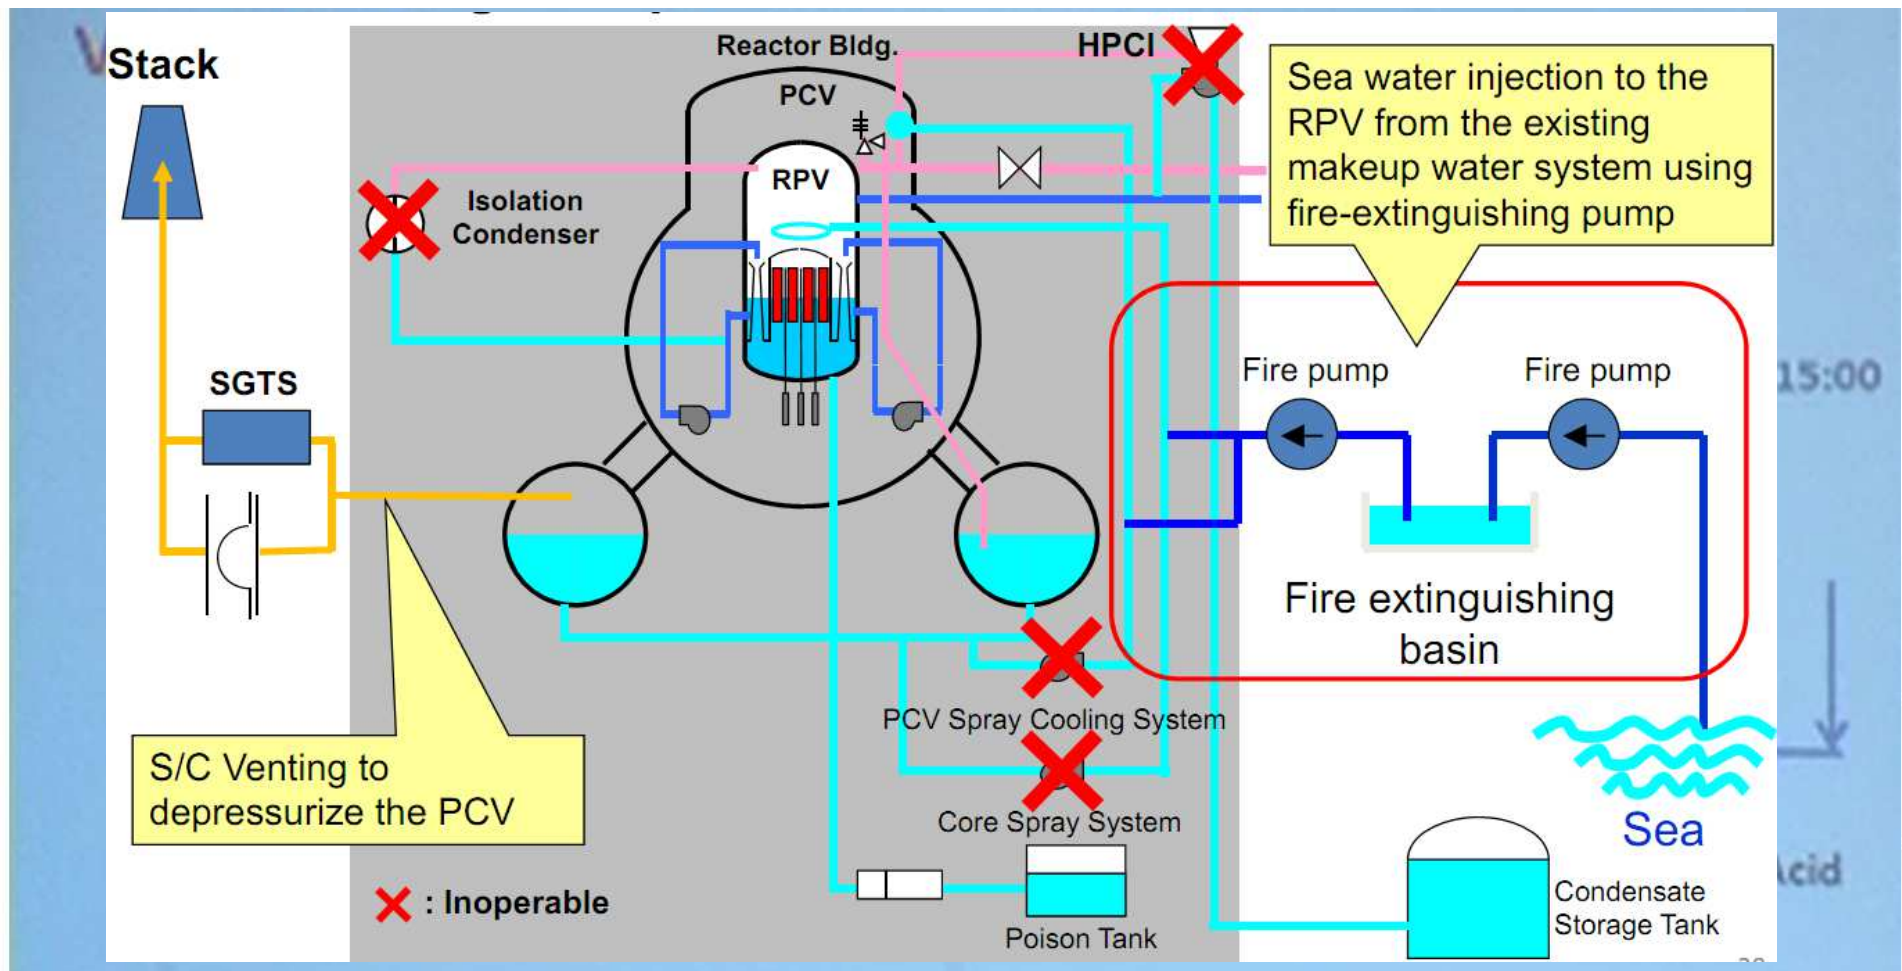 Stack
Reactor Bldg.
HPCI
PCV
Sea water injection to the
RPV from the existing
makeup water system using
fire-extinguishing pump
RPV
Isolation
Condenser
SGTS
Fire pump
Fire pump
15:00
Fire extinguishing
basin
PCV Spray Cooling System
S/C Venting to
depressurize the PCV
Core Spray System
Sea
: Inoperable
Poison Tank
Condensate
Storage Tank